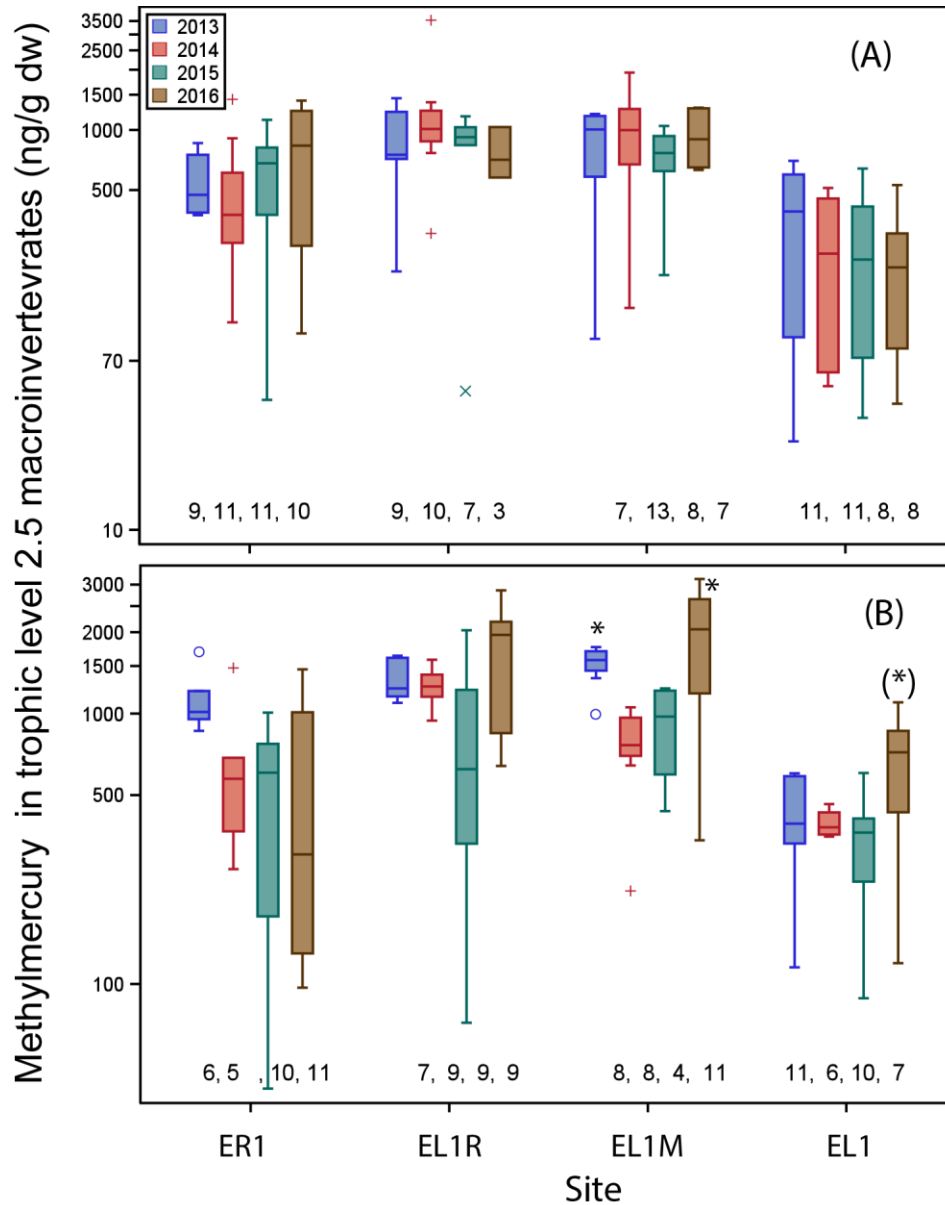 Methylmercury in trophic level 2.5 macroinvertevrates (ng/g dw)
2013
2014
2015
2016
(A)
3500
2500
1500
1000
500
70
10
9, 11, 11, 10
9, 10, 7, 3
7, 13, 8, 7
11, 11, 8, 8
(B)
3000
2000
1500
1000
500
100
*
*
(*)
6, 5 , 10, 11
7, 9, 9, 9
8, 8, 4, 11
11, 6, 10, 7
ER1
EL1R
EL1M
EL1
Site